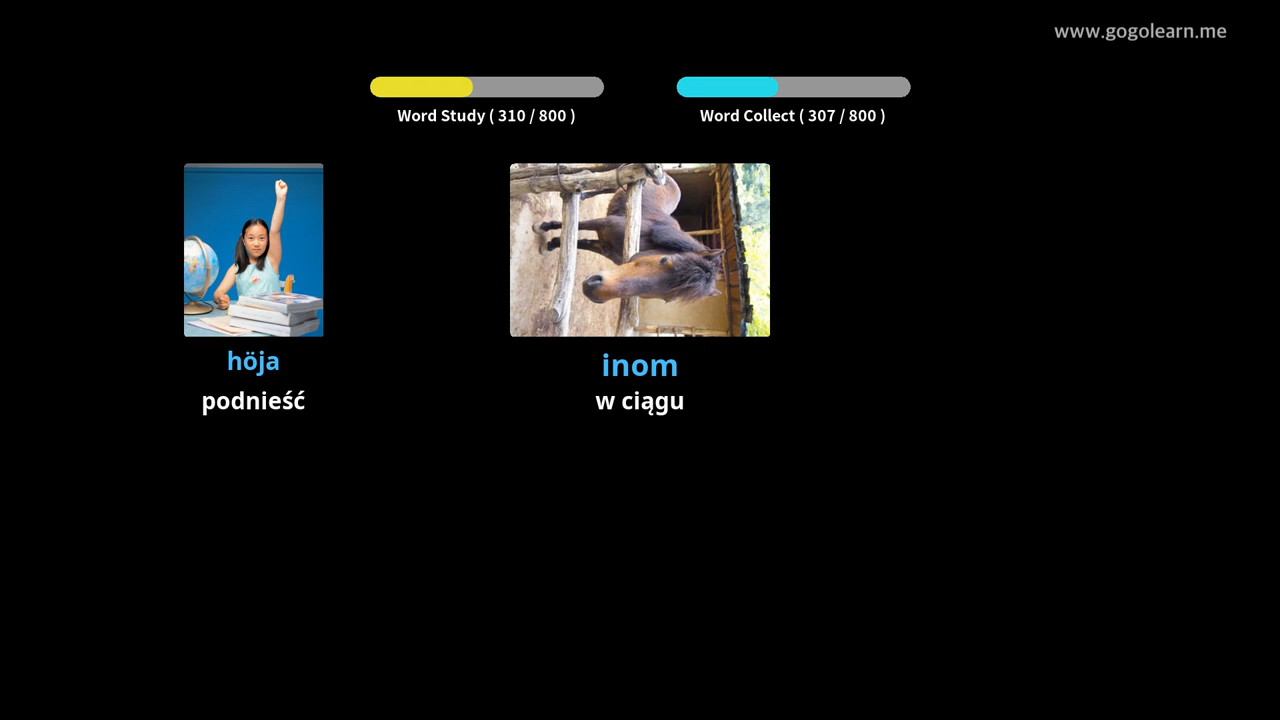 www.gogolearn.me
Word Study ( 310 / 800 )
Word Collect ( 307 / 800 )
höja
podnieść
inom
w ciągu